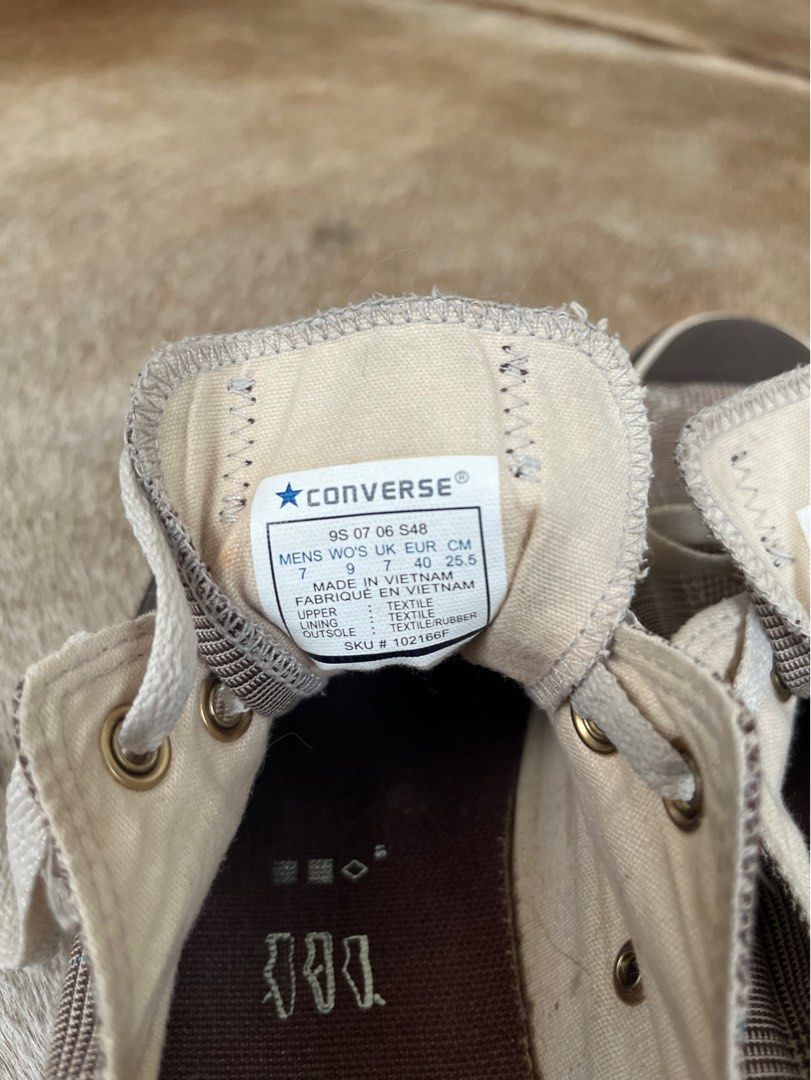 CONVERSE®
9S 07 06 S48
MENS WO'S UK EUR CM
7 9 7 40 25.5
MADE IN VIETNAM
FABRIQUÉ EN VIETNAM
UPPER : TEXTILE
LINING : TEXTILE
OUTSOLE : TEXTILE/RUBBER
SKU # 102166F